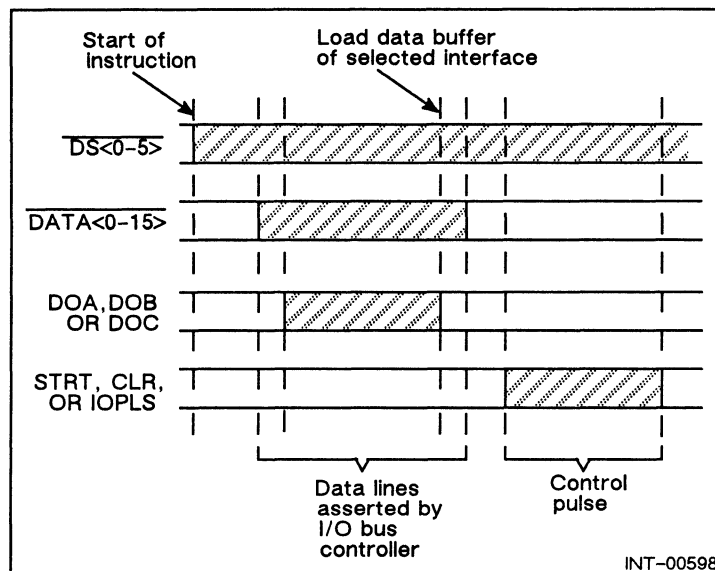 Start of
instruction
Load data buffer
of selected interface
DS<0-5>
DATA<0-15>
DOA, DOB
OR DOC
STRT, CLR,
OR IOPLS
Data lines
asserted by
I/O bus
controller
Control
pulse
INT-00598